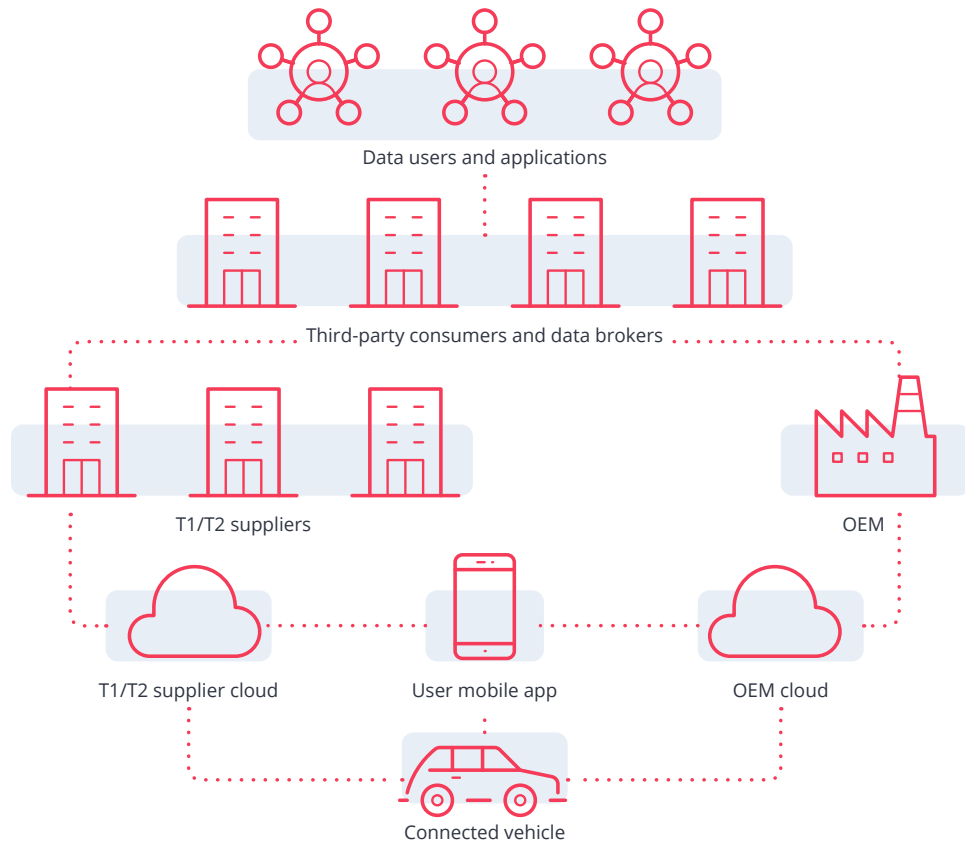 Data users and applications
Third-party consumers and data brokers
T1/T2 suppliers
OEM
T1/T2 supplier cloud
User mobile app
OEM cloud
Connected vehicle